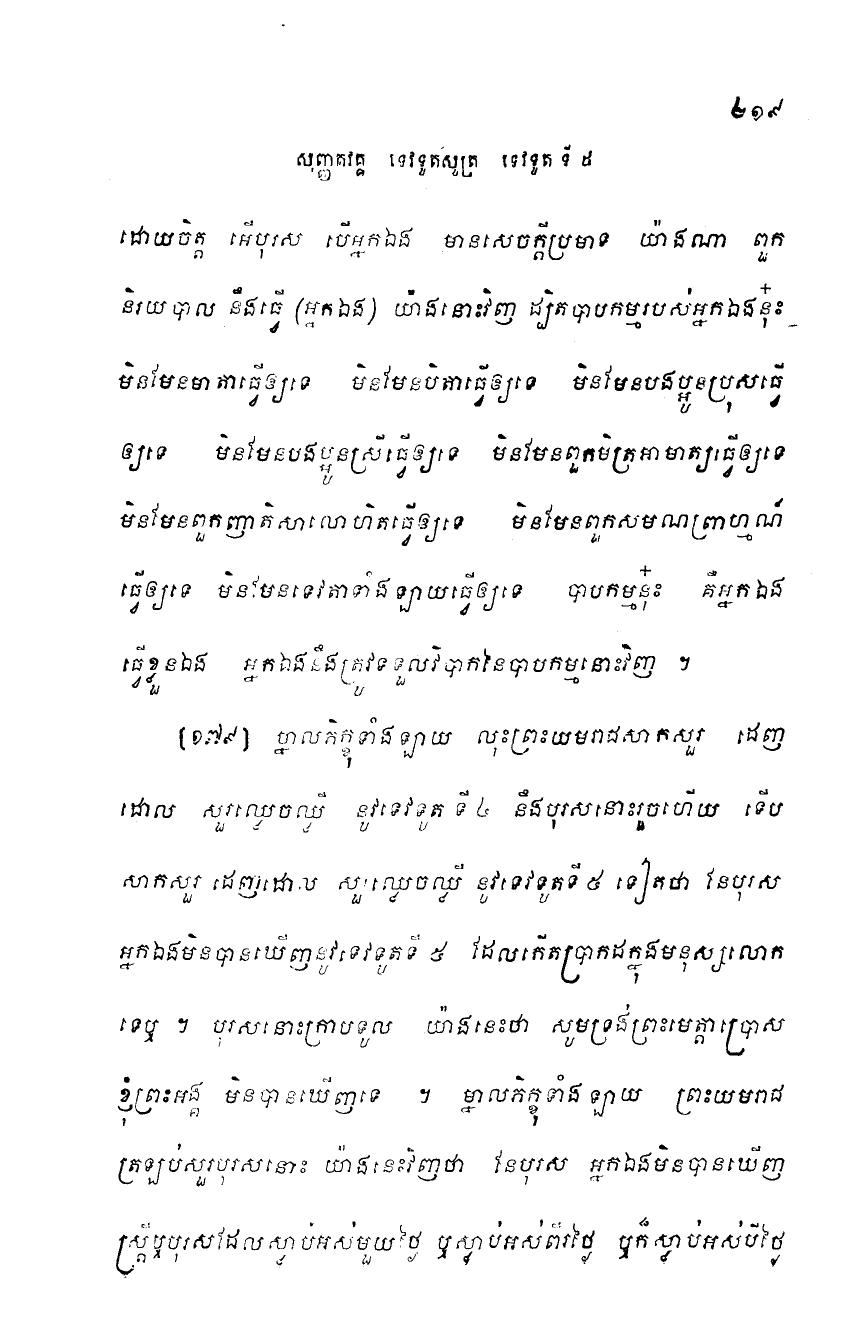 ២១៩
សុញ្ញតវគ្គ ទេវទូតសូត្រ ទេវទូត ទី ៥
ដោយចិត្ត អើបុរស បើអ្នកឯង មានសេចក្តីប្រមាទ យ៉ាងណា ពួក
និរយបាល នឹងធ្វើ (អ្នកឯង) យ៉ាងនោះវិញ ដ្បិតបាបកម្មរបស់អ្នកឯងនុ៎ះ
មិនមែនមាតាធ្វើឲ្យទេ មិនមែនបិតាធ្វើឲ្យទេ មិនមែនបងប្អូនប្រុសធ្វើ
ឲ្យទេ មិនមែនបងប្អូនស្រីធ្វើឲ្យទេ មិនមែនពួកមិត្រអាមាត្យធ្វើឲ្យទេ
មិនមែនពួកញាតិសាលោហិតធ្វើឲ្យទេ មិនមែនពួកសមណព្រាហ្មណ៍
ធ្វើឲ្យទេ មិនមែនទេវតាទាំងឡាយធ្វើឲ្យទេ បាបកម្មនុ៎ះ គឺអ្នកឯង
ធ្វើខ្លួនឯង អ្នកឯងនឹងត្រូវទទួលវិបាកនៃបាបកម្មនោះវិញ ។
[១៧៩] ម្នាលភិក្ខុទាំងឡាយ លុះព្រះយមរាជសាកសួរ ដេញ
ដោល សួរឈ្វេងឈ្វី នូវទេវទូត ទី ៤ នឹងបុរសនោះរួចហើយ ទើប
សាកសួរ ដេញដោល សួរឈ្វេងឈ្វី នូវទេវទូតទី ៥ ទៀតថា នែបុរស
អ្នកឯងមិនបានឃើញនូវទេវទូតទី ៥ ដែលកើតប្រាកដក្នុងមនុស្សលោក
ទេឬ ។ បុរសនោះក្រាបទូល យ៉ាងនេះថា សូមទ្រង់ព្រះមេត្តាប្រោស
ខ្ញុំព្រះអង្គ មិនបានឃើញទេ ។ ម្នាលភិក្ខុទាំងឡាយ ព្រះយមរាជ
ត្រឡប់សួរបុរសនោះ យ៉ាងនេះវិញថា នែបុរស អ្នកឯងមិនបានឃើញ
ស្ត្រីឬបុរសដែលស្លាប់អស់មួយថ្ងៃ ឬស្លាប់អស់ពីរថ្ងៃ ឬក៏ស្លាប់អស់បីថ្ងៃ